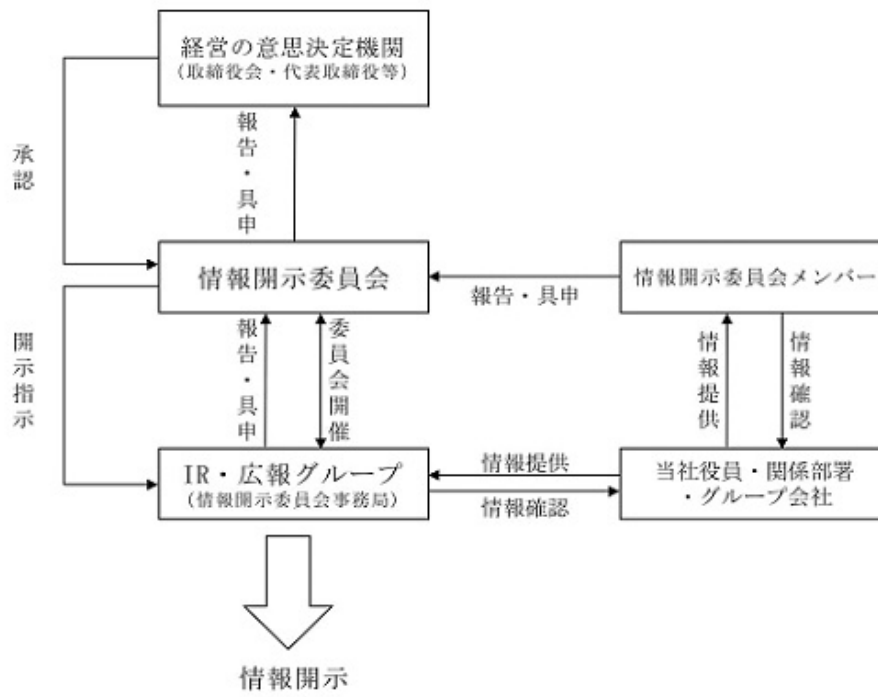 経営の意思決定機関
（取締役会・代表取締役等）
承認
報告・具申
情報開示委員会
情報開示委員会メンバー
報告・具申
開示指示
報告・具申
委員会開催
情報提供
情報確認
IR・広報グループ
（情報開示委員会事務局）
情報提供
情報確認
当社役員・関係部署
・グループ会社
情報開示